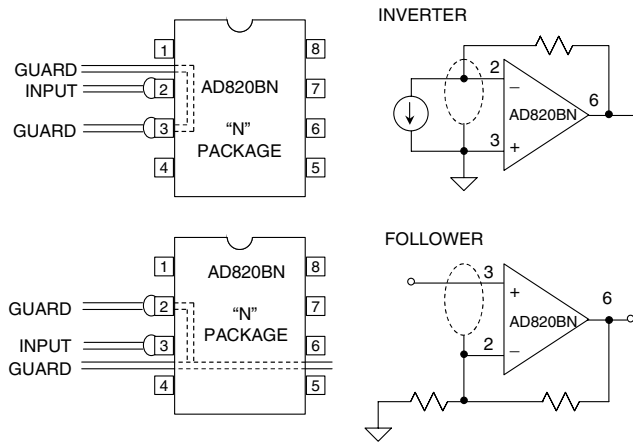 INVERTER
1
8
GUARD
INPUT
2
AD820BN
7
GUARD
3
"N"
PACKAGE
6
4
5
2
–
6
AD820BN
3
+
FOLLOWER
1
AD820BN
8
GUARD
2
"N"
PACKAGE
7
INPUT
3
6
GUARD
4
5
3
+
6
AD820BN
2
–